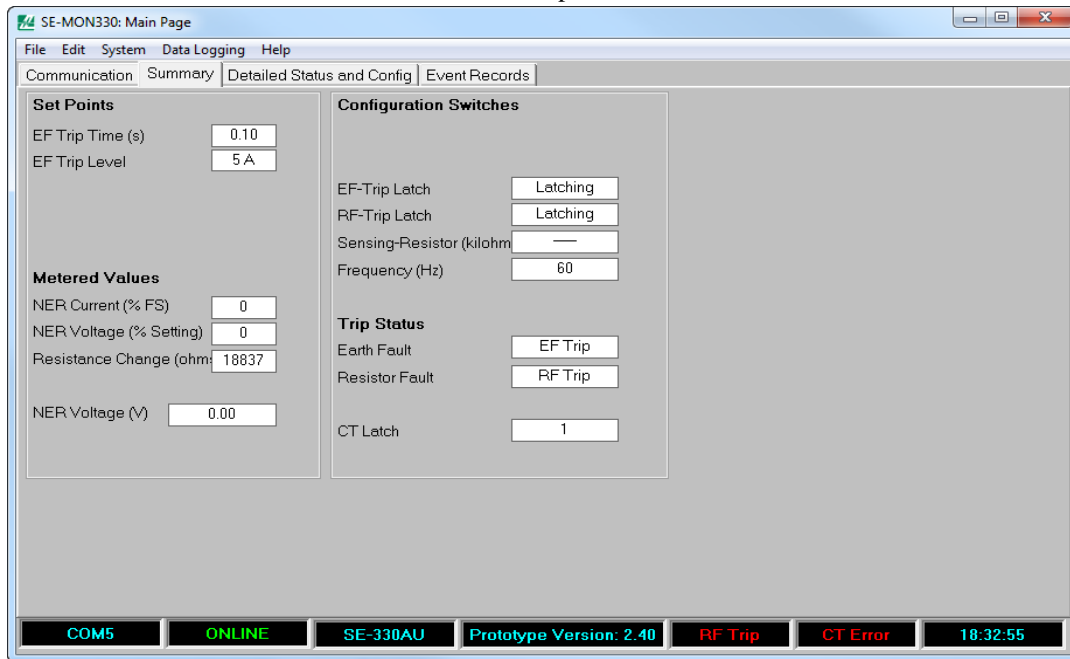 SE-MON330: Main Page
File Edit System Data Logging Help
Communication Summary Detailed Status and Config Event Records
Set Points
EF Trip Time (s) 0.10
EF Trip Level 5 A
Metered Values
NER Current (% FS) 0
NER Voltage (% Setting) 0
Resistance Change (ohms 18837
NER Voltage (V) 0.00
Configuration Switches
EF-Trip Latch Latching
RF-Trip Latch Latching
Sensing-Resistor (kilohm —
Frequency (Hz) 60
Trip Status
Earth Fault EF Trip
Resistor Fault RF Trip
CT Latch 1
COM5 ONLINE SE-330AU Prototype Version: 2.40 RF Trip CT Error 18:32:55